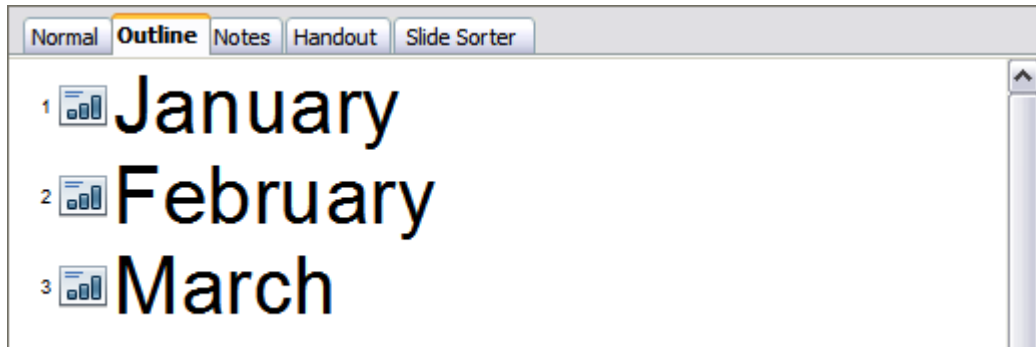 Normal Outline Notes Handout Slide Sorter
1 January
2 February
3 March